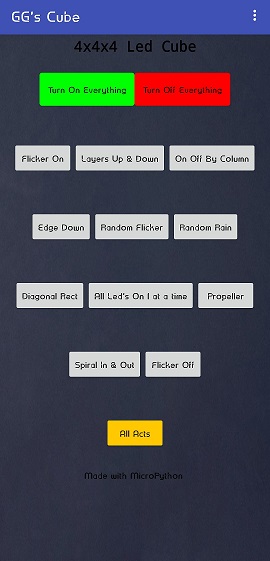 GG's Cube
4x4x4 Led Cube
Turn On Everything Turn Off Everything
Flicker On Layers Up & Down On Off By Column
Edge Down Random Flicker Random Rain
Diagonal Rect All Led's On 1 at a time Propeller
Spiral In & Out Flicker Off
All Acts
Made with MicroPython